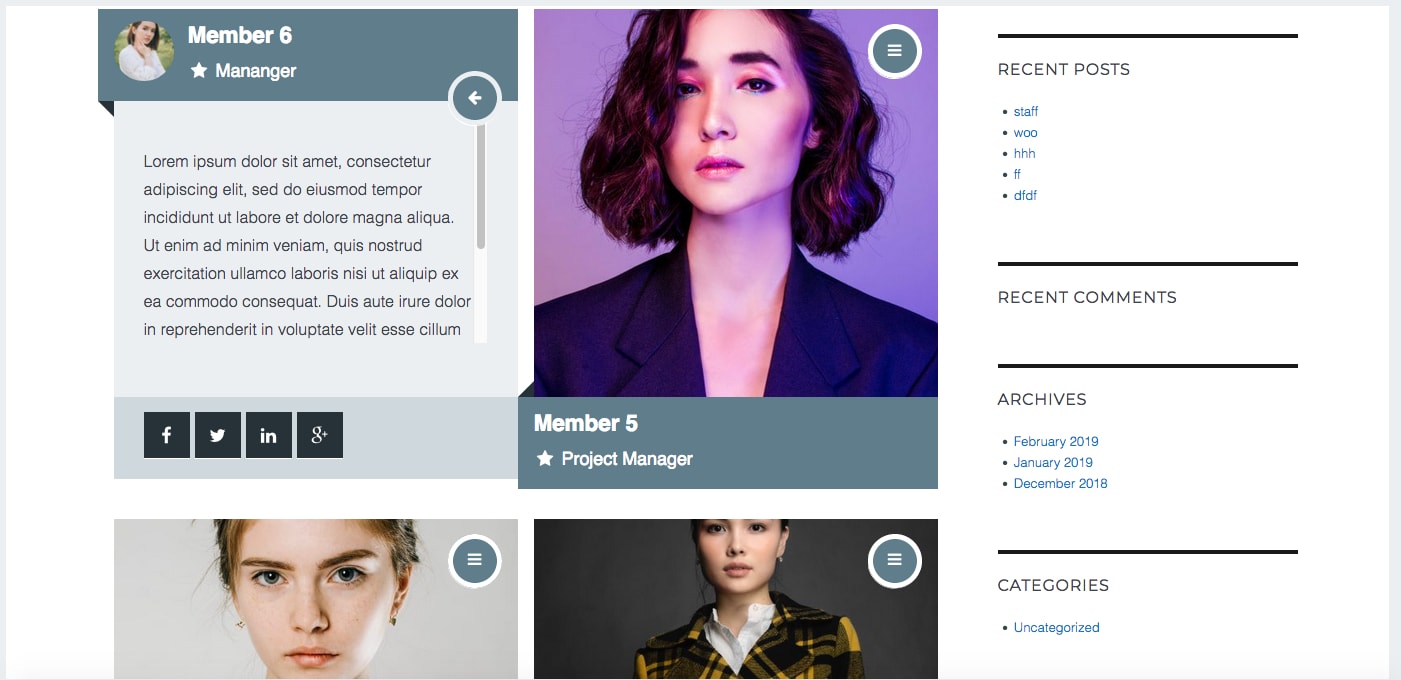 Member 6
Mananger
Lorem ipsum dolor sit amet, consectetur
adipiscing elit, sed do eiusmod tempor
incididunt ut labore et dolore magna aliqua.
Ut enim ad minim veniam, quis nostrud
exercitation ullamco laboris nisi ut aliquip ex
ea commodo consequat. Duis aute irure dolor
in reprehenderit in voluptate velit esse cillum
Member 5
Project Manager
RECENT POSTS
staff
woo
hhh
ff
dfdf
RECENT COMMENTS
ARCHIVES
February 2019
January 2019
December 2018
CATEGORIES
Uncategorized